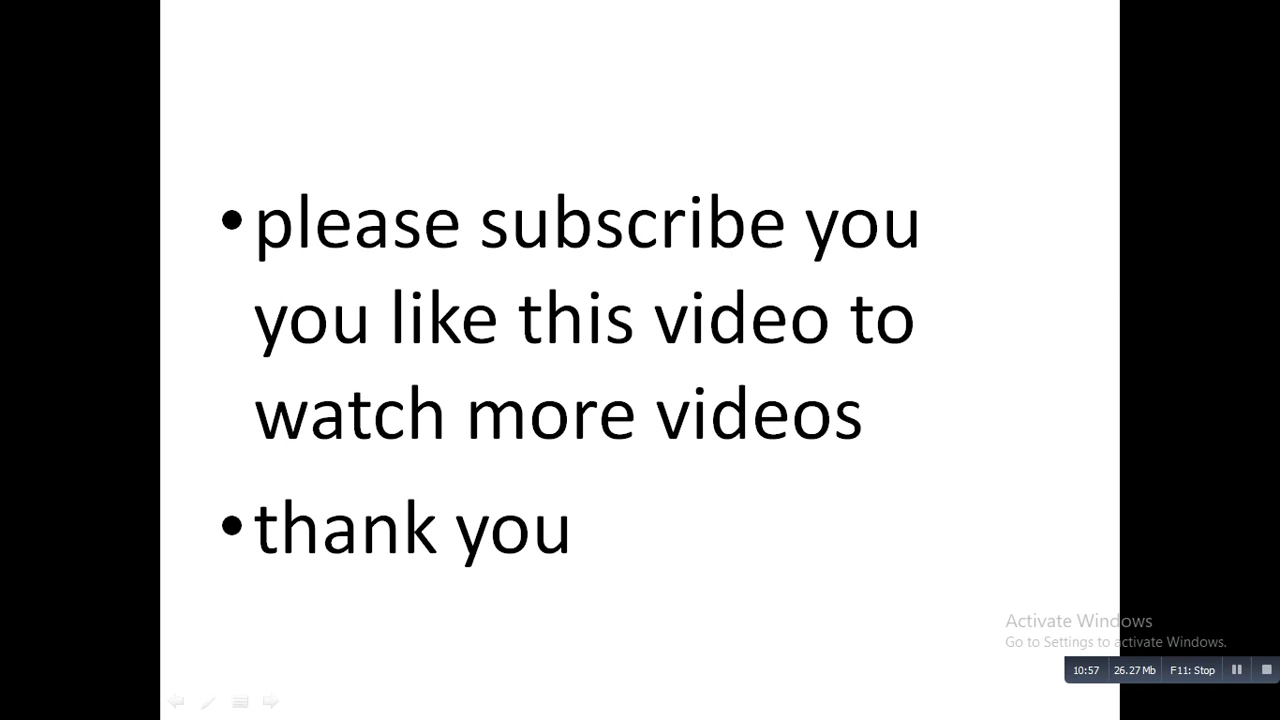 • please subscribe you
you like this video to
watch more videos
• thank you
Activate Windows
Go to Settings to activate Windows.
10:57 26.27 Mb F11: Stop